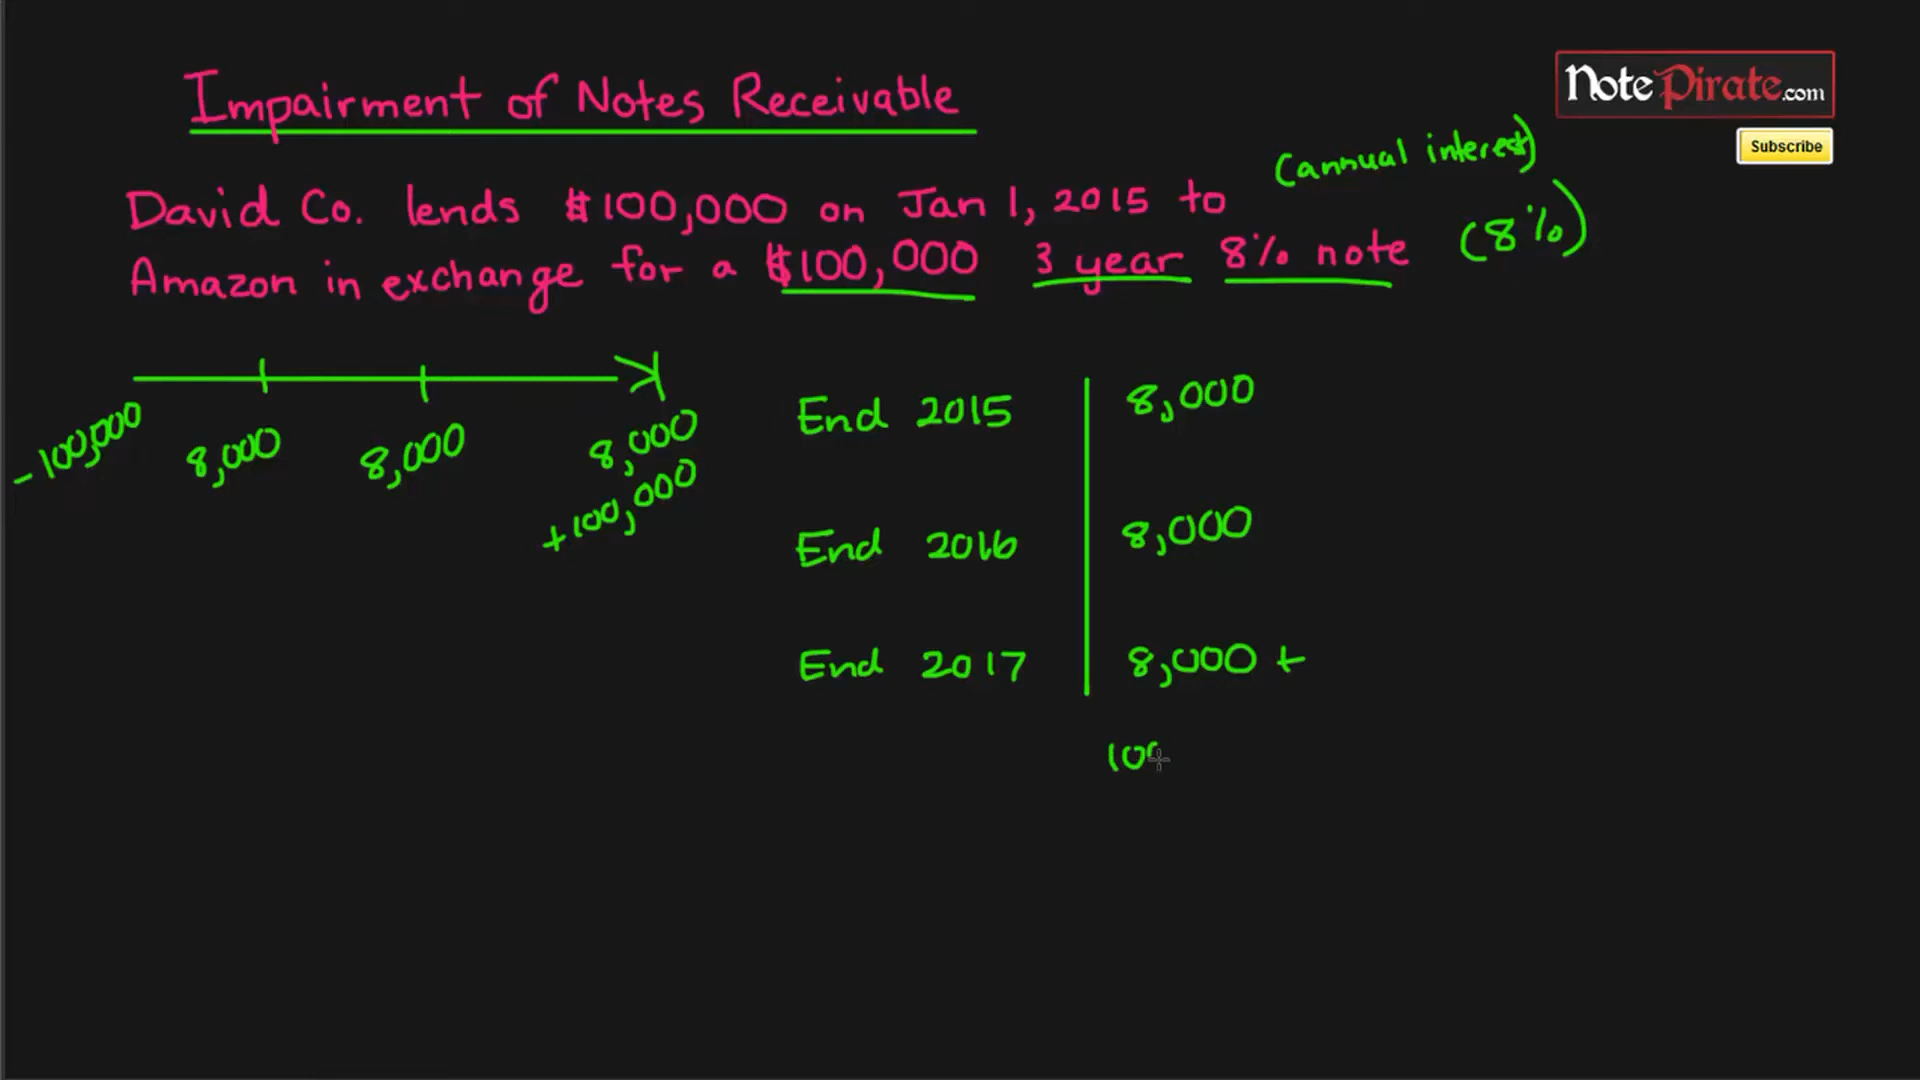 Impairment of Notes Receivable
NotePirate.com
Subscribe
(annual interest)
David Co. lends $100,000 on Jan 1, 2015 to
Amazon in exchange for a $100,000 3 year 8% note (8%)
-100,000 8,000 8,000 8,000
+100,000
End 2015 8,000
End 2016 8,000
End 2017 8,000 +
100